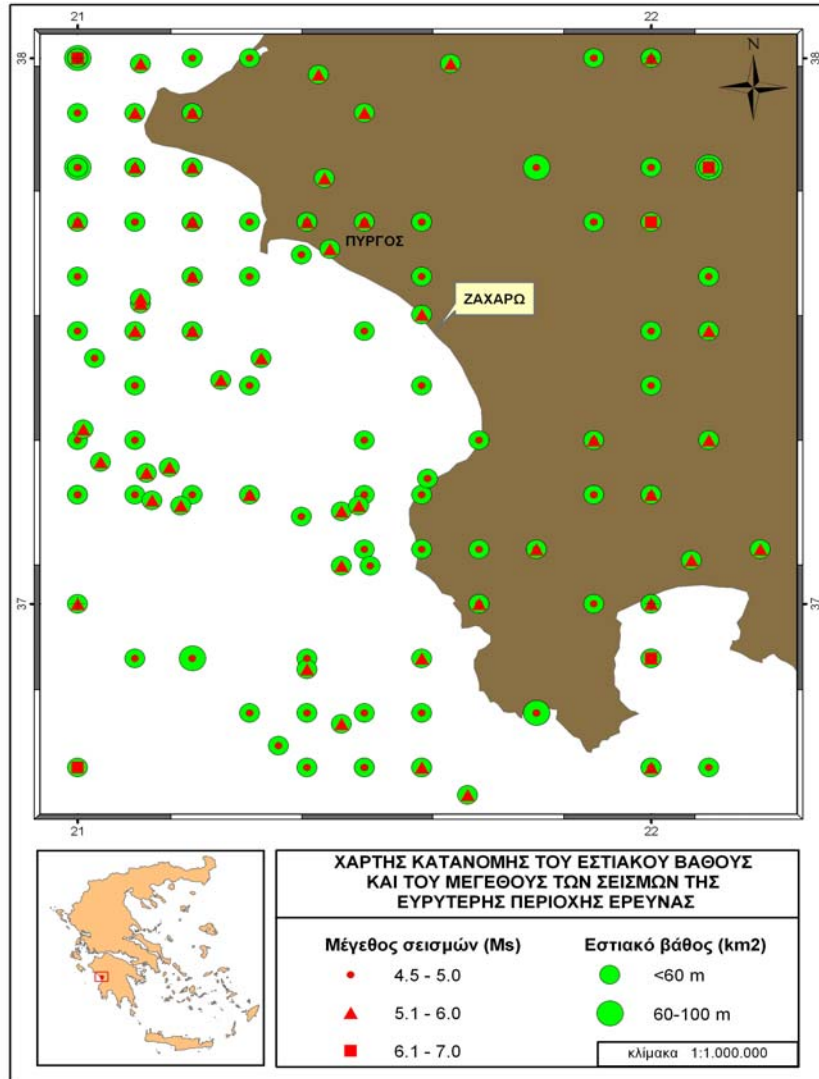 21
22
38
38
N
ΠΥΡΓΟΣ
ΖΑΧΑΡΩ
37
37
21
22
ΧΑΡΤΗΣ ΚΑΤΑΝΟΜΗΣ ΤΟΥ ΕΣΤΙΑΚΟΥ ΒΑΘΟΥΣ
ΚΑΙ ΤΟΥ ΜΕΓΕΘΟΥΣ ΤΩΝ ΣΕΙΣΜΩΝ ΤΗΣ
ΕΥΡΥΤΕΡΗΣ ΠΕΡΙΟΧΗΣ ΕΡΕΥΝΑΣ
Μέγεθος σεισμών (Ms)
Εστιακό βάθος (km2)
4.5 - 5.0
<60 m
5.1 - 6.0
60-100 m
6.1 - 7.0
κλίμακα 1:1.000.000